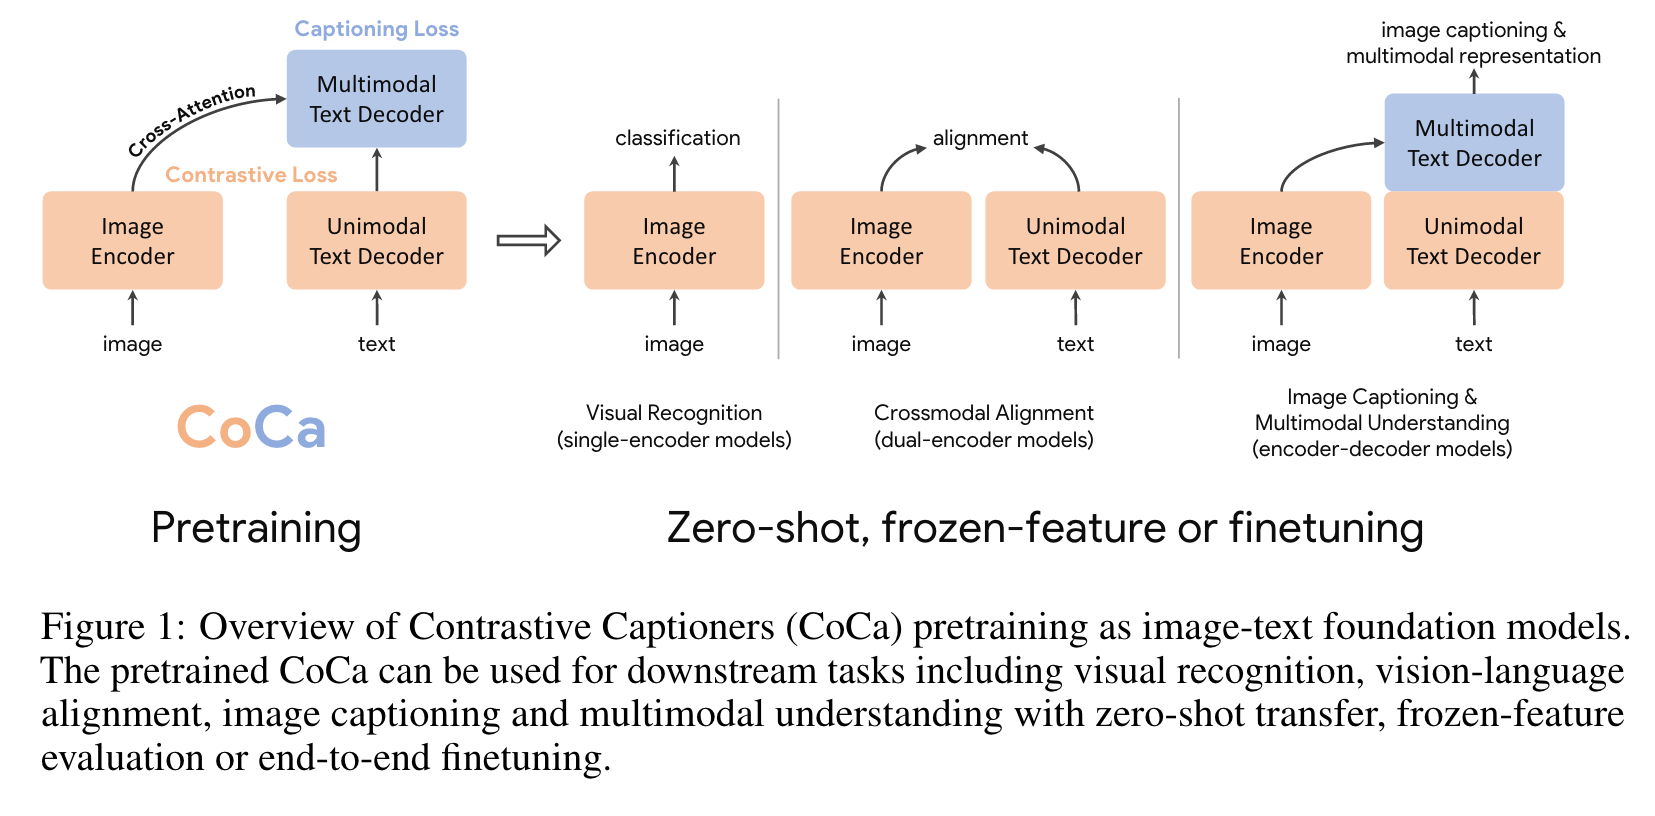 Captioning Loss
Multimodal
Text Decoder
Cross-Attention
Contrastive Loss
Image
Encoder
Unimodal
Text Decoder
image
text
CoCa
Pretraining
classification
Image
Encoder
image
Visual Recognition
(single-encoder models)
alignment
Image
Encoder
Unimodal
Text Decoder
image
text
Crossmodal Alignment
(dual-encoder models)
image captioning &
multimodal representation
Multimodal
Text Decoder
Image
Encoder
Unimodal
Text Decoder
image
text
Image Captioning &
Multimodal Understanding
(encoder-decoder models)
Zero-shot, frozen-feature or finetuning
Figure 1: Overview of Contrastive Captioners (CoCa) pretraining as image-text foundation models.
The pretrained CoCa can be used for downstream tasks including visual recognition, vision-language
alignment, image captioning and multimodal understanding with zero-shot transfer, frozen-feature
evaluation or end-to-end finetuning.